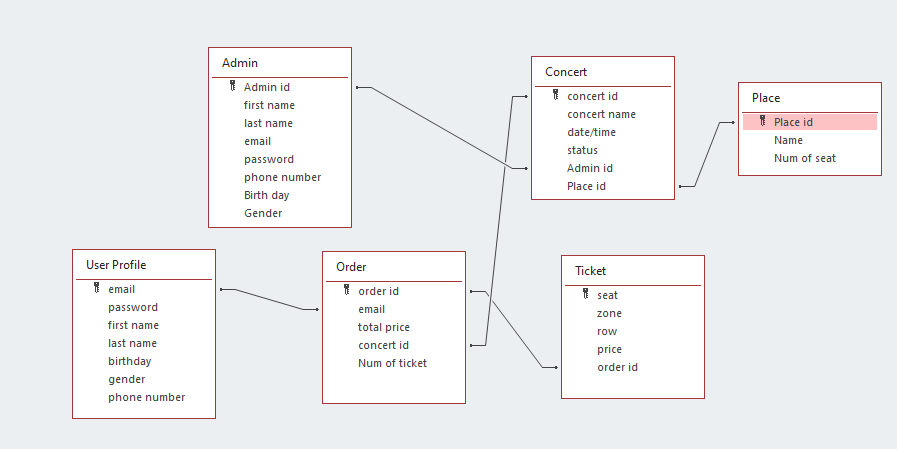 Admin
Admin id
first name
last name
email
password
phone number
Birth day
Gender
Concert
concert id
concert name
date/time
status
Admin id
Place id
Place
Place id
Name
Num of seat
User Profile
email
password
first name
last name
birthday
gender
phone number
Order
order id
email
total price
concert id
Num of ticket
Ticket
seat
zone
row
price
order id